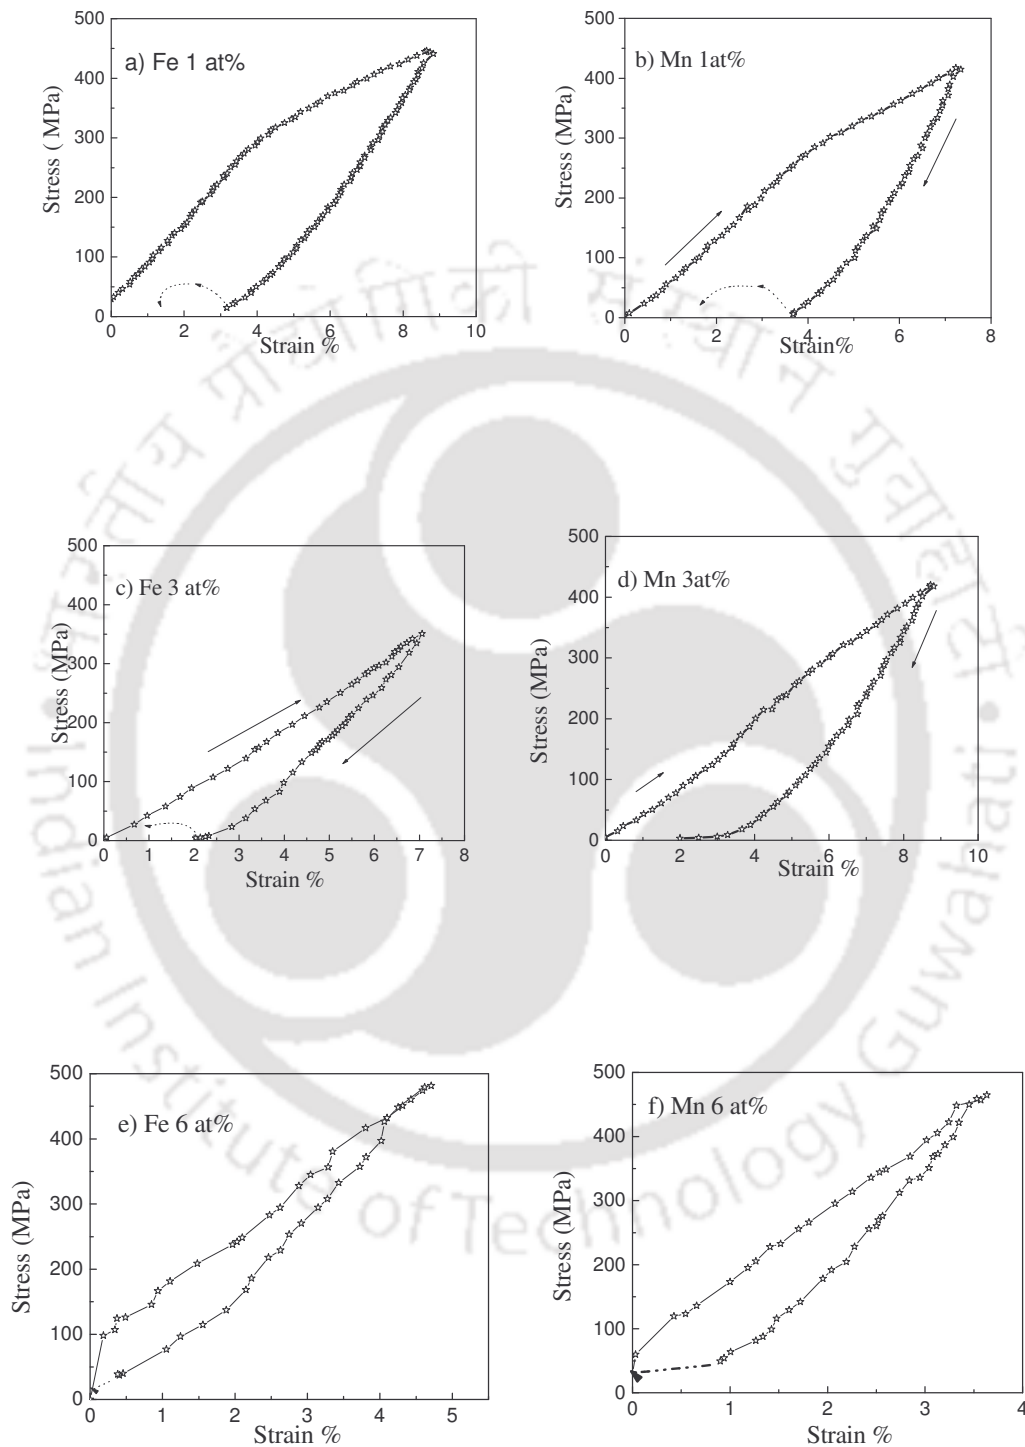 a) Fe 1 at%
Stress ( MPa)
500
400
300
200
100
0
0 2 4 6 8 10
Strain %
b) Mn 1at%
Stress (MPa)
500
400
300
200
100
0
0 2 4 6 8
Strain%
c) Fe 3 at%
Stress (MPa)
500
400
300
200
100
0
0 1 2 3 4 5 6 7 8
Strain %
d) Mn 3at%
Stress (MPa)
500
400
300
200
100
0
0 2 4 6 8 10
Strain %
e) Fe 6 at%
Stress (MPa)
500
400
300
200
100
0
0 1 2 3 4 5
Strain %
f) Mn 6 at%
Stress (MPa)
500
400
300
200
100
0
0 1 2 3 4
Strain %
Indian Institute of Technology Guwahati